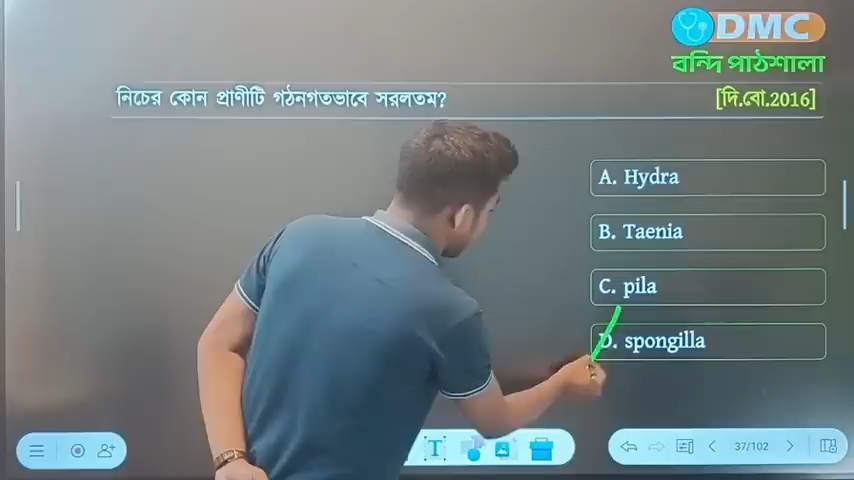 DMC
বন্দি পাঠশালা
নিচের কোন প্রাণীটি গঠনগতভাবে সরলতম?
[দি.বো.2016]
A. Hydra
B. Taenia
C. pila
D. spongilla
T
37/102